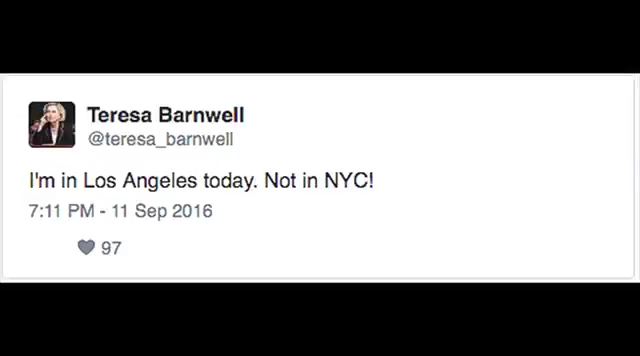 Teresa Barnwell
@teresa_barnwell
I'm in Los Angeles today. Not in NYC!
7:11 PM - 11 Sep 2016
97